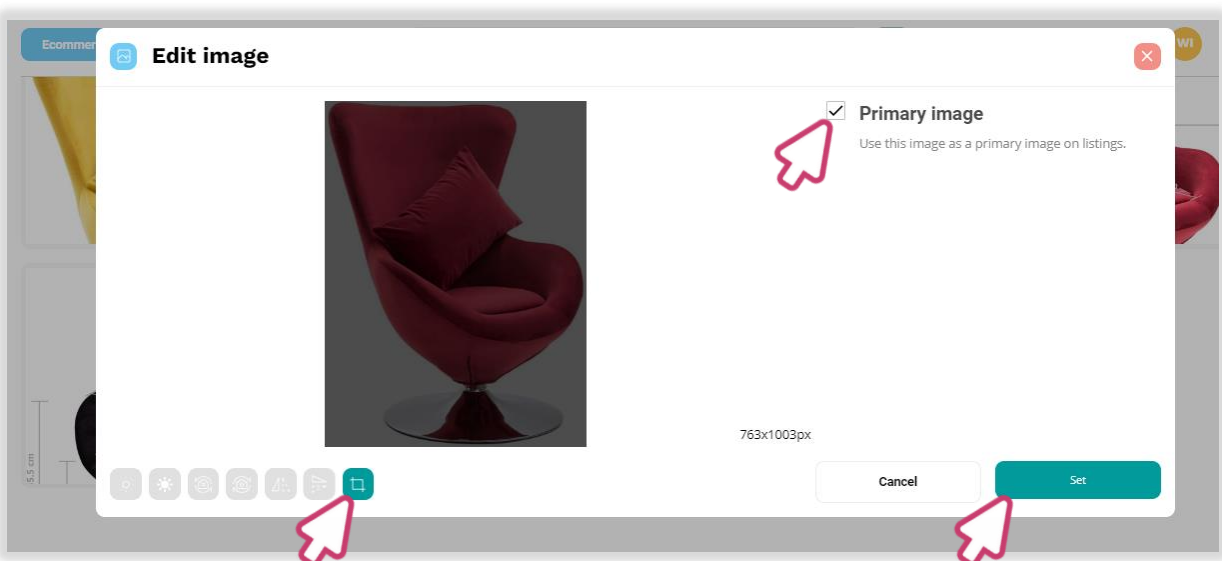 Ecommer
WI
Edit image
Primary image
Use this image as a primary image on listings.
763x1003px
5.5 cm
Cancel
Set